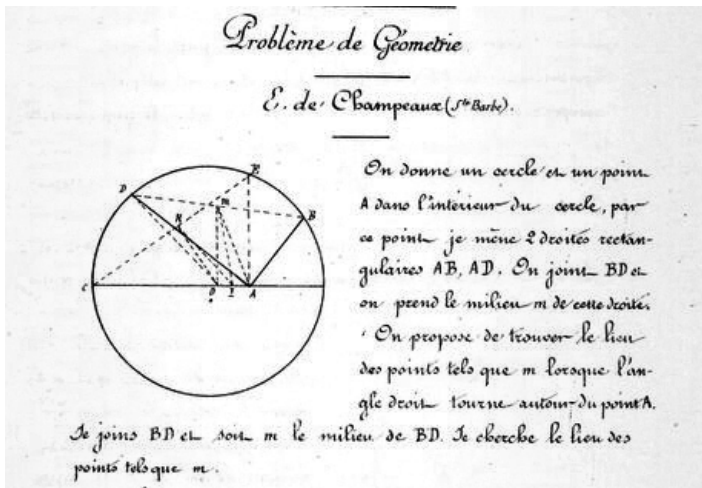 Problème de Géometrie.
E. de Champeaux (Ste Barbe).
On donne un cercle et un point
A dans l'intérieur du cercle, par
ce point je mène 2 droites rectan-
gulaires AB, AD. On joint BD et
on prend le milieu m de cette droite.
On propose de trouver le lieu
des points tels que m lorsque l'an-
gle droit tourne autour du point A.
Je joins BD et soit m le milieu de BD. Je cherche le lieu des
points tels que m.
E
D
m
B
C
I
A